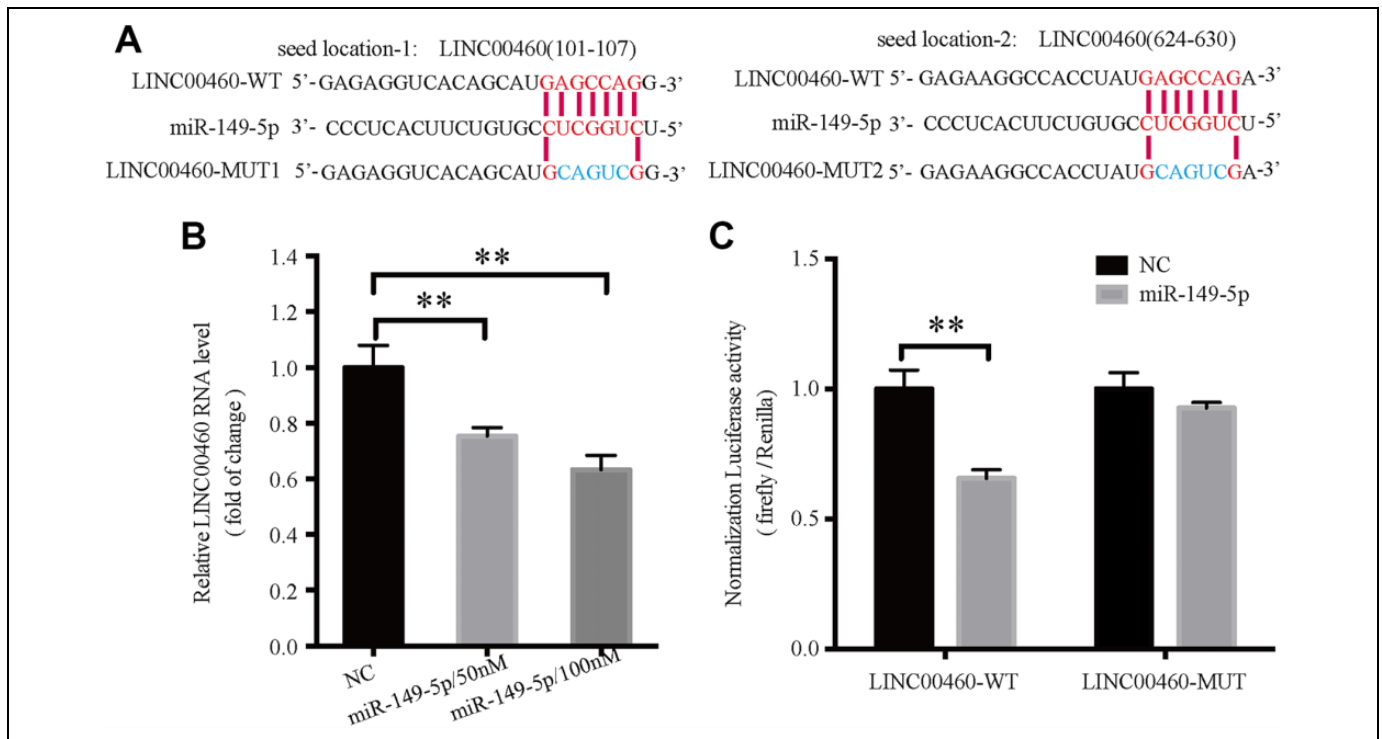 A
seed location-1: LINC00460(101-107)
LINC00460-WT 5’- GAGAGGUCACAGCAUGAGCCAGG-3’
miR-149-5p 3’- CCCUCACUUCUGUGCCUCGGUCU-5’
LINC00460-MUT1 5’-GAGAGGUCACAGCAUGCAGUCGG-3’
seed location-2: LINC00460(624-630)
LINC00460-WT 5’- GAGAAGGCCACCUAUGAGCCAGA-3’
miR-149-5p 3’- CCCUCACUUCUGUGCCUCGGUCU-5’
LINC00460-MUT2 5’- GAGAAGGCCACCUAUGCAGUCGA-3’
B
Relative LINC00460 RNA level
( fold of change)
1.4
1.2
1.0
0.8
0.6
0.4
0.2
0.0
**
**
NC
miR-149-5p/50nM
miR-149-5p/100nM
C
Normalization Luciferase activity
( firefly /Renilla)
1.5
1.0
0.5
0.0
**
NC
miR-149-5p
LINC00460-WT
LINC00460-MUT